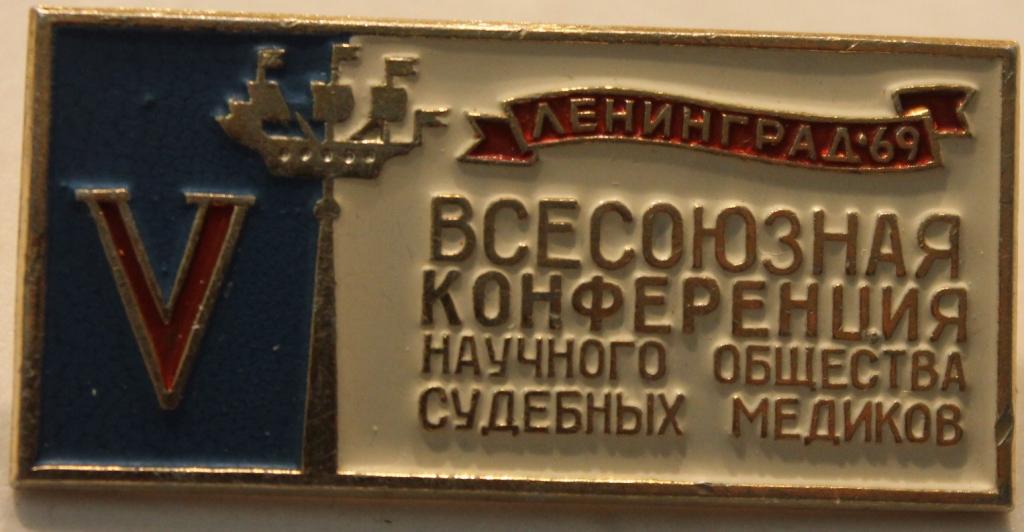 V
ЛЕНИНГРАД·69
ВСЕСОЮЗНАЯ
КОНФЕРЕНЦИЯ
НАУЧНОГО ОБЩЕСТВА
СУДЕБНЫХ МЕДИКОВ